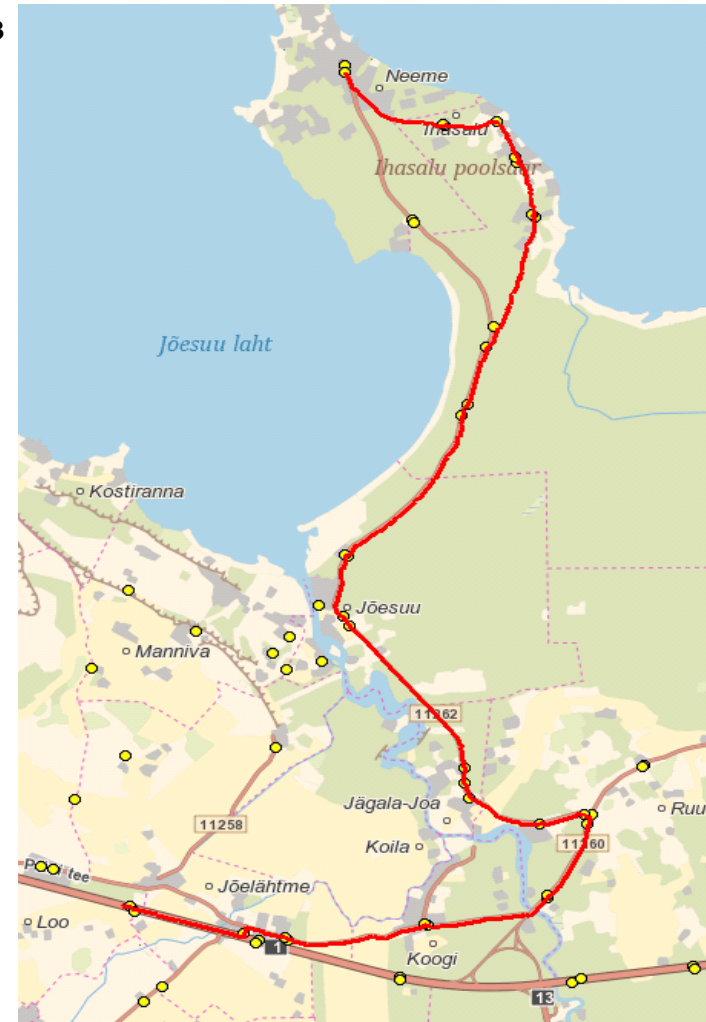 Neeme
Ihasalu
Ihasalu poolsaar
Jõesuu laht
Kostiranna
Jõesuu
Manniva
11262
Jägala-Joa
Ruu
11258
Koila
11260
tee
Jõelähtme
Loo
1
Koogi
13